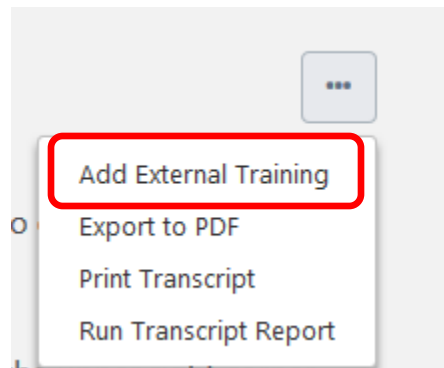 ...
Add External Training
o
Export to PDF
Print Transcript
Run Transcript Report